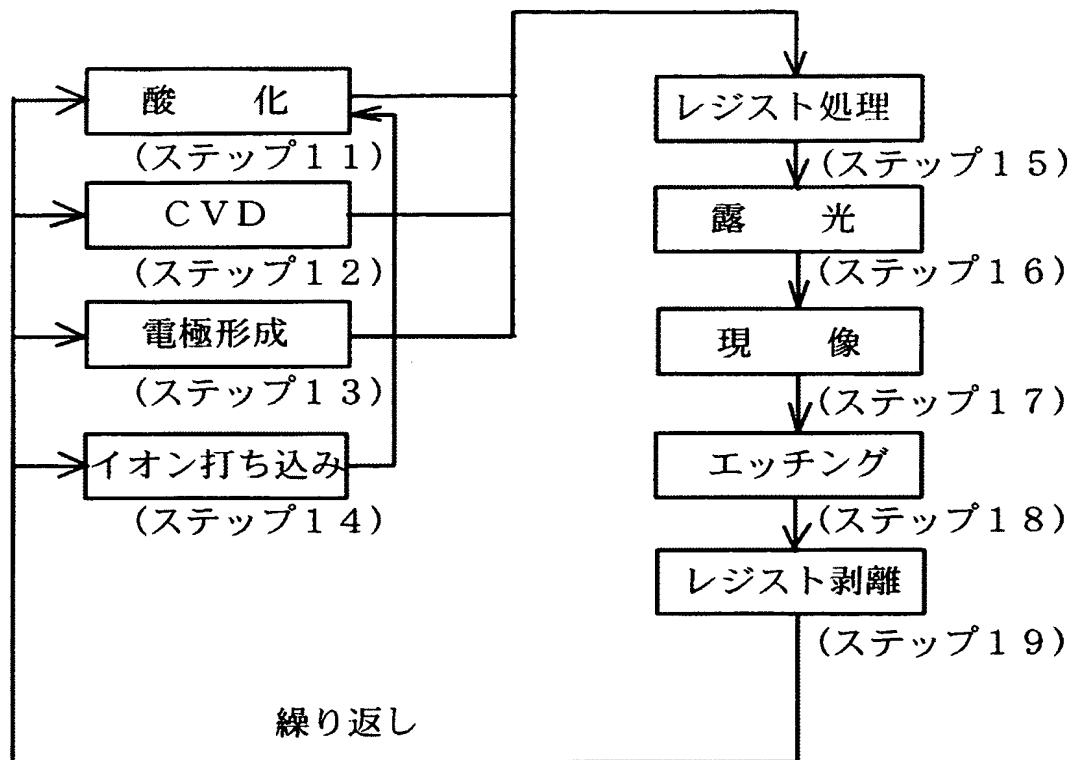 酸　化
（ステップ１１）
ＣＶＤ
（ステップ１２）
電極形成
（ステップ１３）
イオン打ち込み
（ステップ１４）
レジスト処理
（ステップ１５）
露　光
（ステップ１６）
現　像
（ステップ１７）
エッチング
（ステップ１８）
レジスト剥離
（ステップ１９）
繰り返し